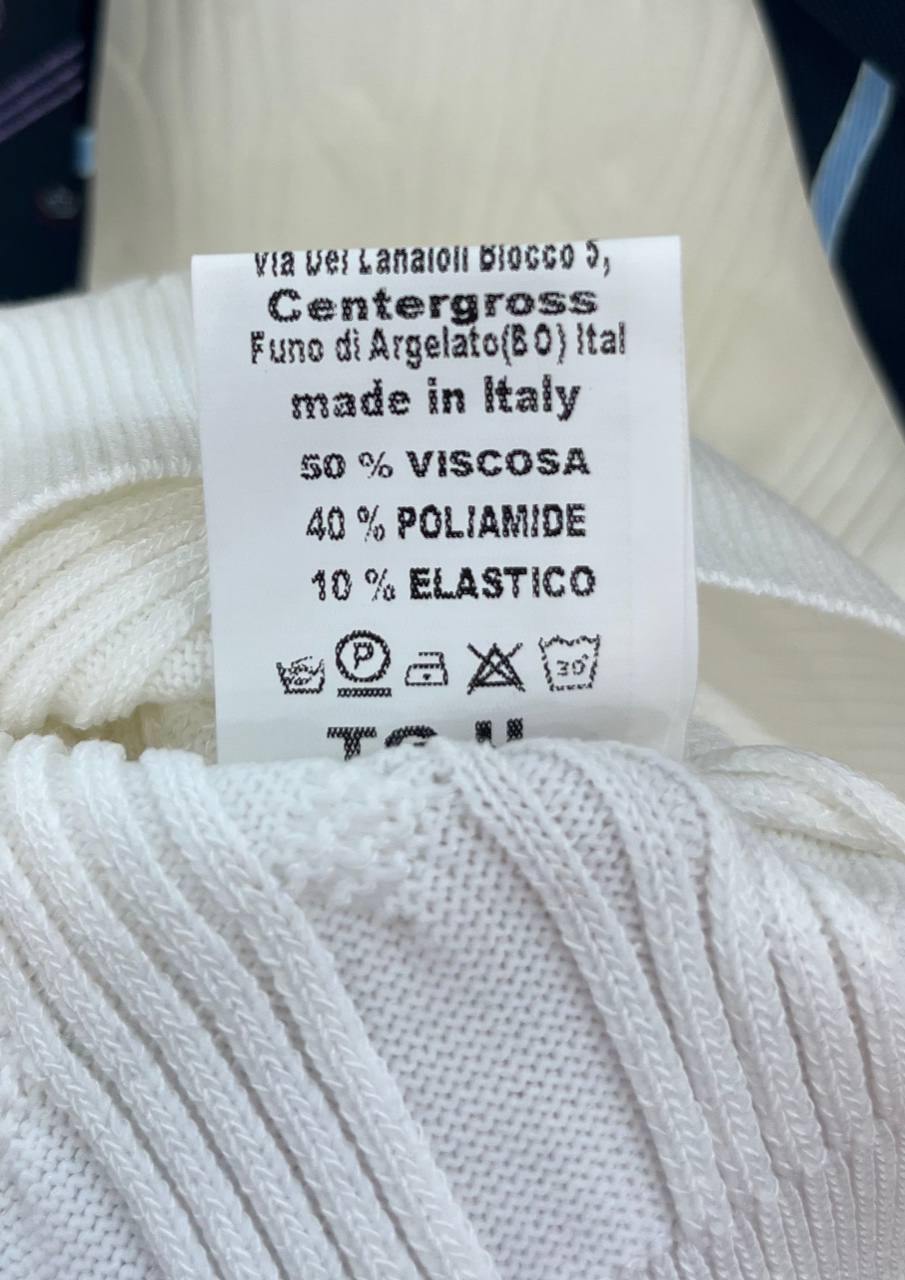 Via Dei Lanaioli Blocco 5,
Centergross
Funo di Argelato(BO) Ital
made in Italy
50 % VISCOSA
40 % POLIAMIDE
10 % ELASTICO
P 30°